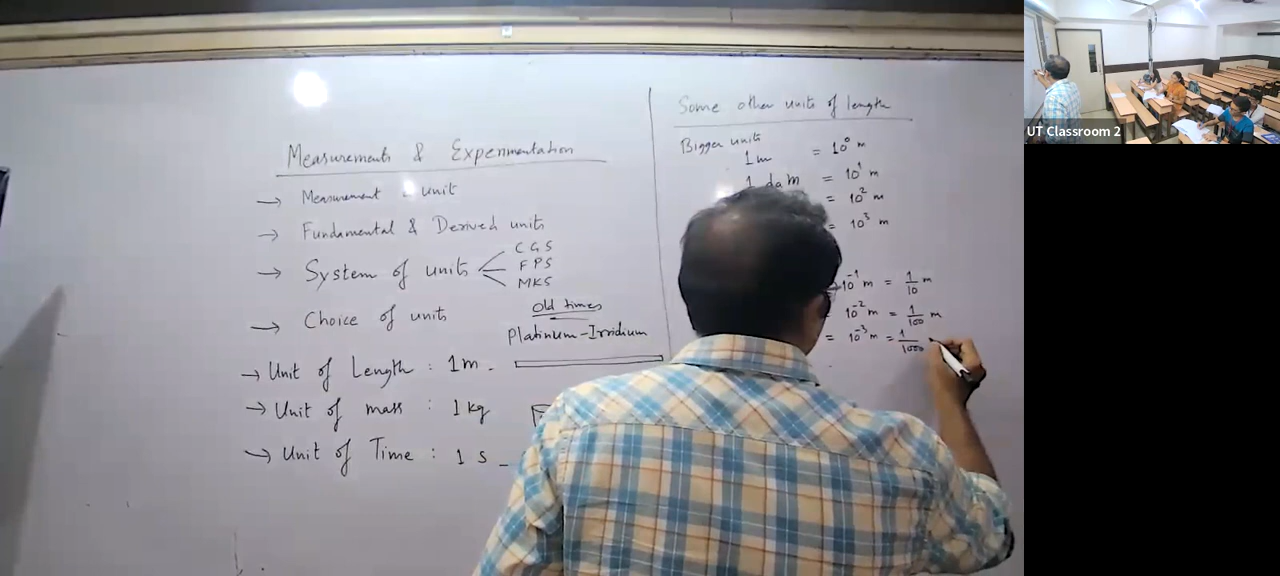 Measurements & Experimentation
→ Measurement - unit
→ Fundamental & Derived units
→ System of units
CGS
FPS
MKS
→ Choice of units
Old times
Platinum-Irridium
→ Unit of Length : 1m.
→ Unit of mass : 1 kg
→ Unit of Time : 1 s
Some other units of length
Bigger units
1m = 10⁰ m
1 dam = 10¹ m
= 10² m
= 10³ m
10⁻¹ m = 1/10 m
10⁻² m = 1/100 m
= 10⁻³ m = 1/1000
UT Classroom 2